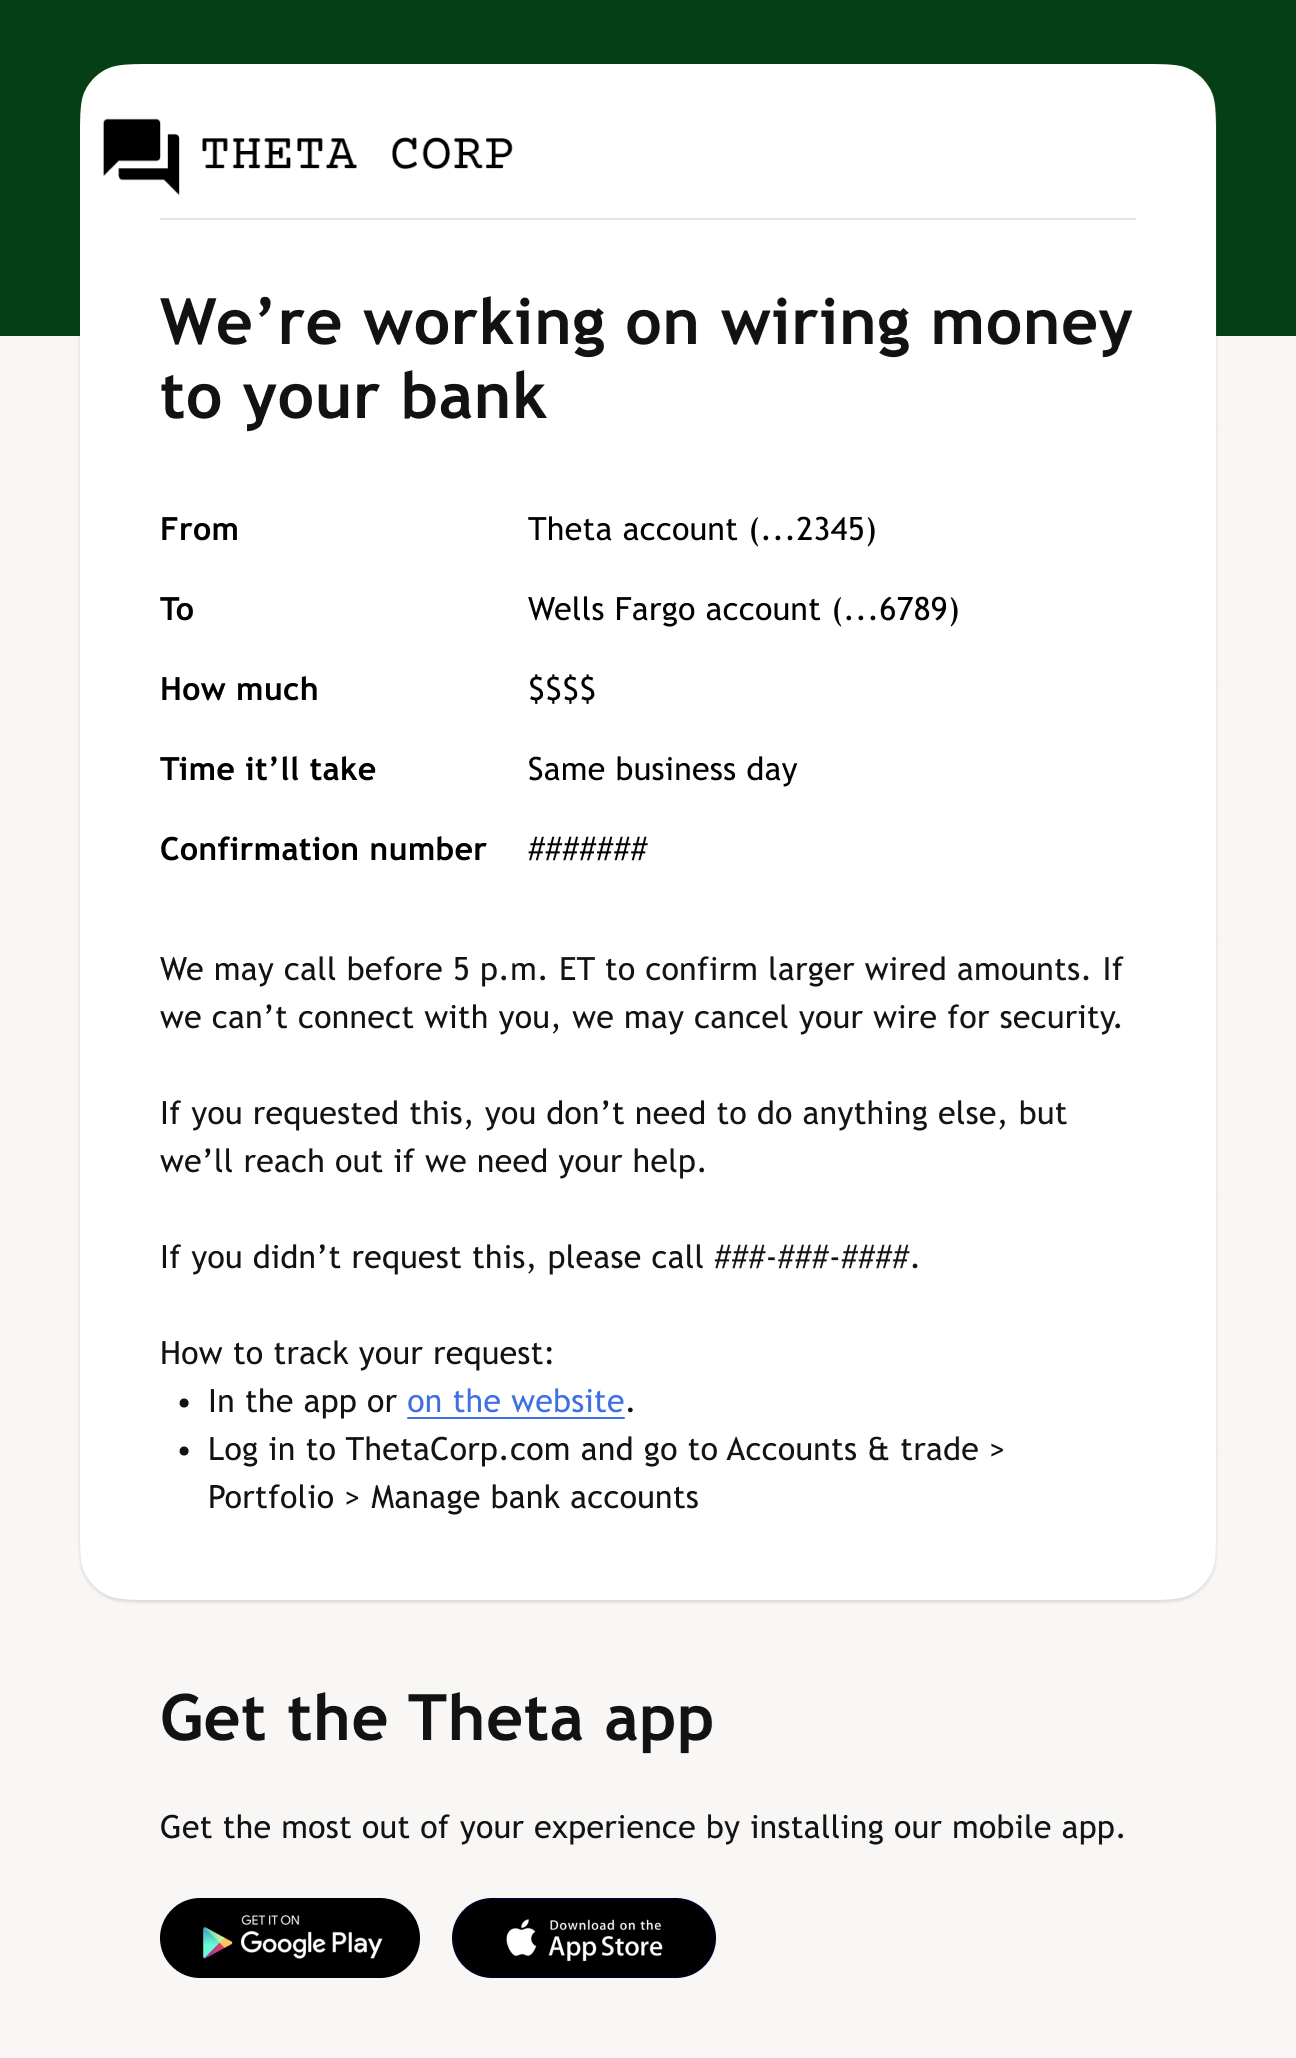 THETA CORP
We’re working on wiring money
to your bank
From Theta account (...2345)
To Wells Fargo account (...6789)
How much $$$$
Time it’ll take Same business day
Confirmation number #######
We may call before 5 p.m. ET to confirm larger wired amounts. If
we can’t connect with you, we may cancel your wire for security.
If you requested this, you don’t need to do anything else, but
we’ll reach out if we need your help.
If you didn’t request this, please call ###-###-####.
How to track your request:
• In the app or on the website.
• Log in to ThetaCorp.com and go to Accounts & trade >
Portfolio > Manage bank accounts
Get the Theta app
Get the most out of your experience by installing our mobile app.
GET IT ON
Google Play
Download on the
App Store